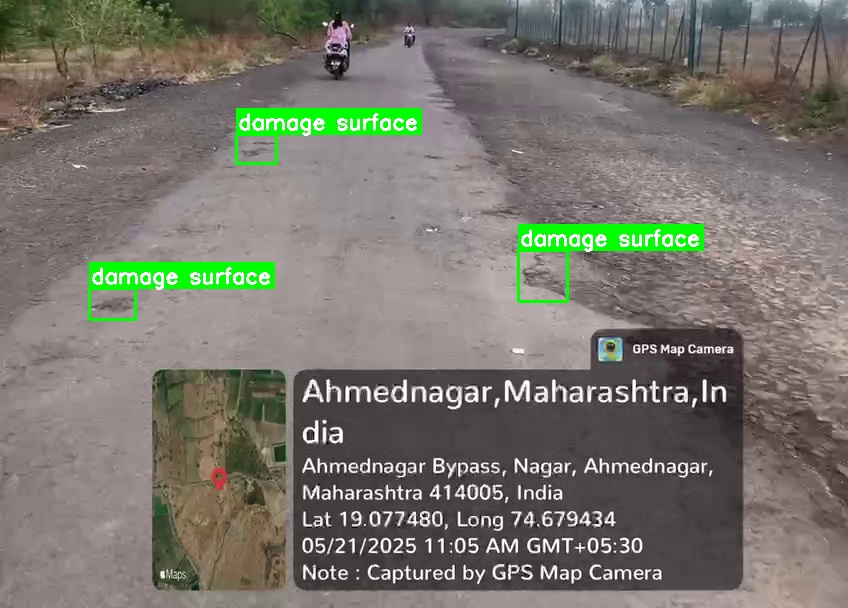 damage surface
damage surface
damage surface
GPS Map Camera
Ahmednagar,Maharashtra,In
dia
Ahmednagar Bypass, Nagar, Ahmednagar,
Maharashtra 414005, India
Lat 19.077480, Long 74.679434
05/21/2025 11:05 AM GMT+05:30
Note : Captured by GPS Map Camera
Maps